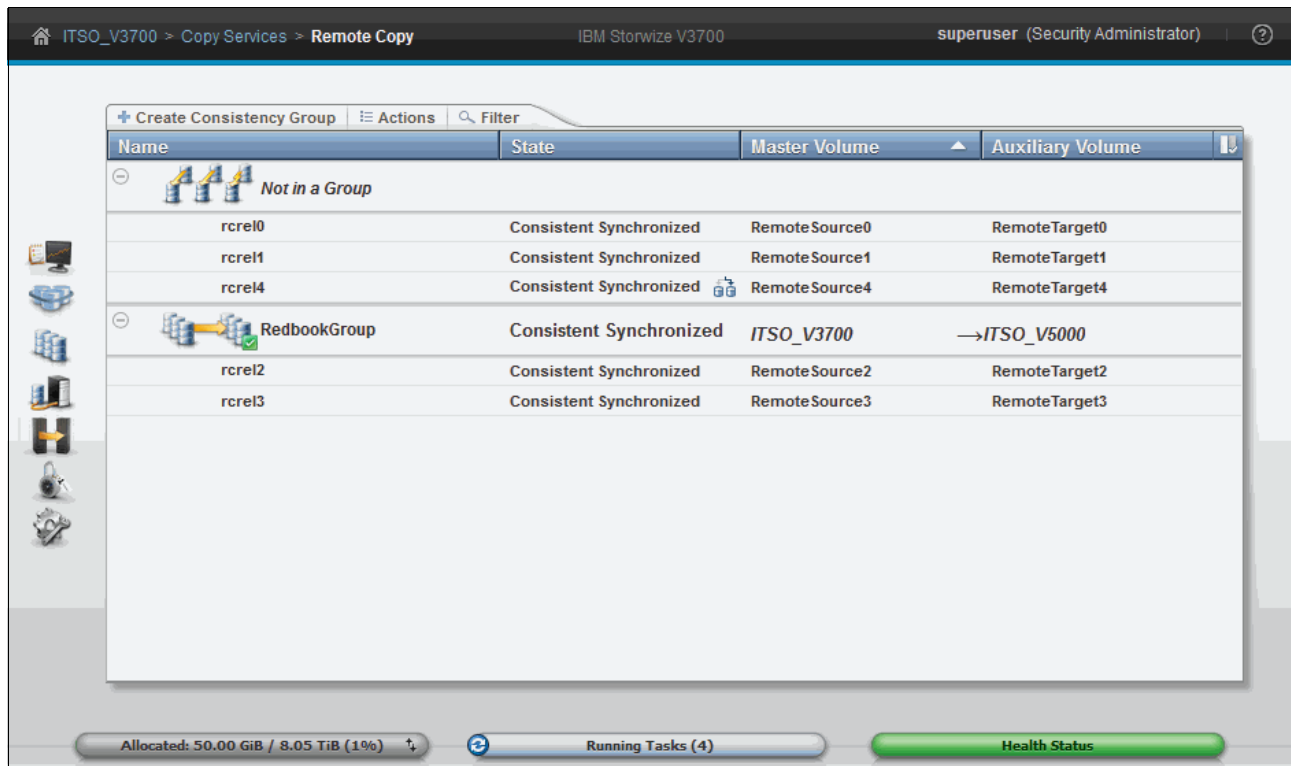 ITSO_V3700 > Copy Services > Remote Copy IBM Storwize V3700 superuser (Security Administrator) ?
Create Consistency Group Actions Filter
Name State Master Volume Auxiliary Volume
Not in a Group
rcrel0 Consistent Synchronized RemoteSource0 RemoteTarget0
rcrel1 Consistent Synchronized RemoteSource1 RemoteTarget1
rcrel4 Consistent Synchronized RemoteSource4 RemoteTarget4
RedbookGroup Consistent Synchronized ITSO_V3700 →ITSO_V5000
rcrel2 Consistent Synchronized RemoteSource2 RemoteTarget2
rcrel3 Consistent Synchronized RemoteSource3 RemoteTarget3
Allocated: 50.00 GiB / 8.05 TiB (1%) Running Tasks (4) Health Status